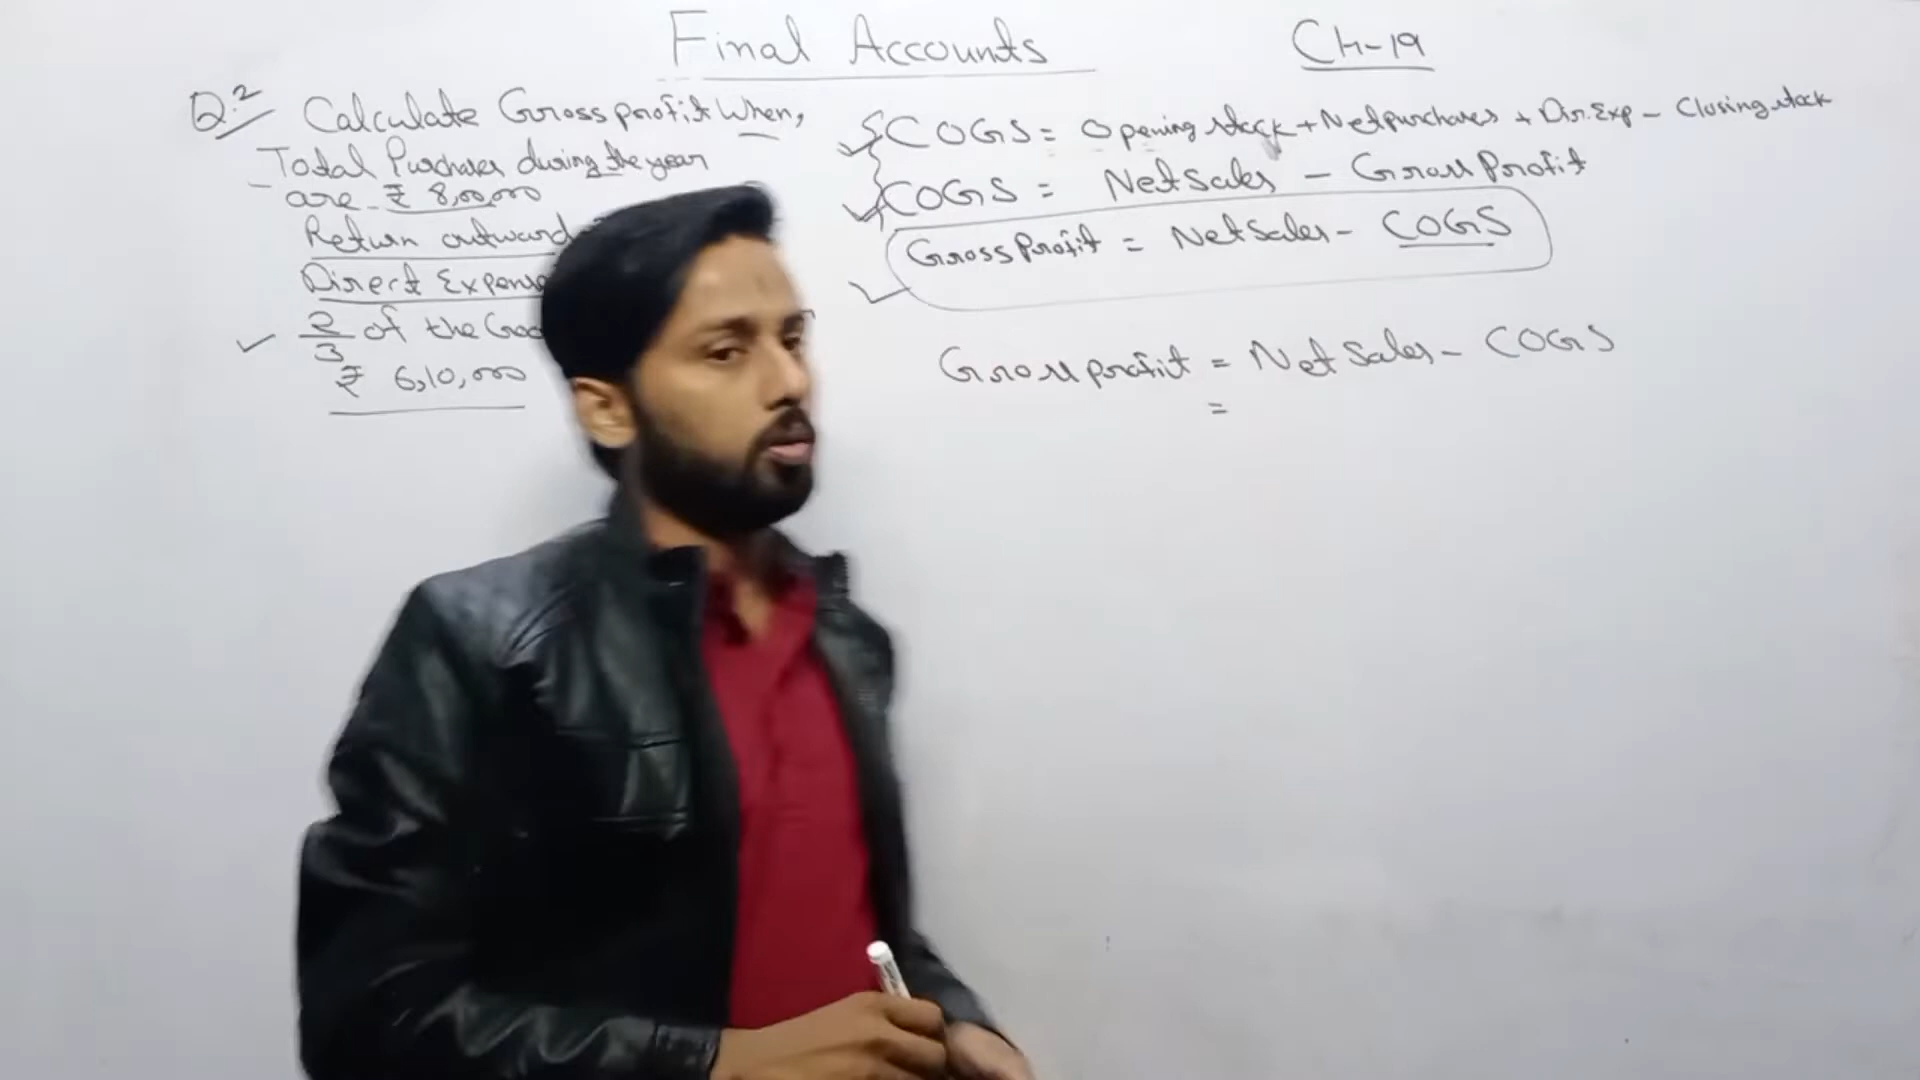 Final Accounts
Ch-19
Q.2 Calculate Gross profit When,
Total Purchases during the year
are ₹ 8,00,000
Return outward
Direct Expense
✓ 2/3 of the Goo
₹ 6,10,000
COGS = Opening stock + Net purchases + Dir. Exp - Closing stock
COGS = Net Sales - Gross Profit
Gross Profit = Net Sales - COGS
Gross profit = Net Sales - COGS
=